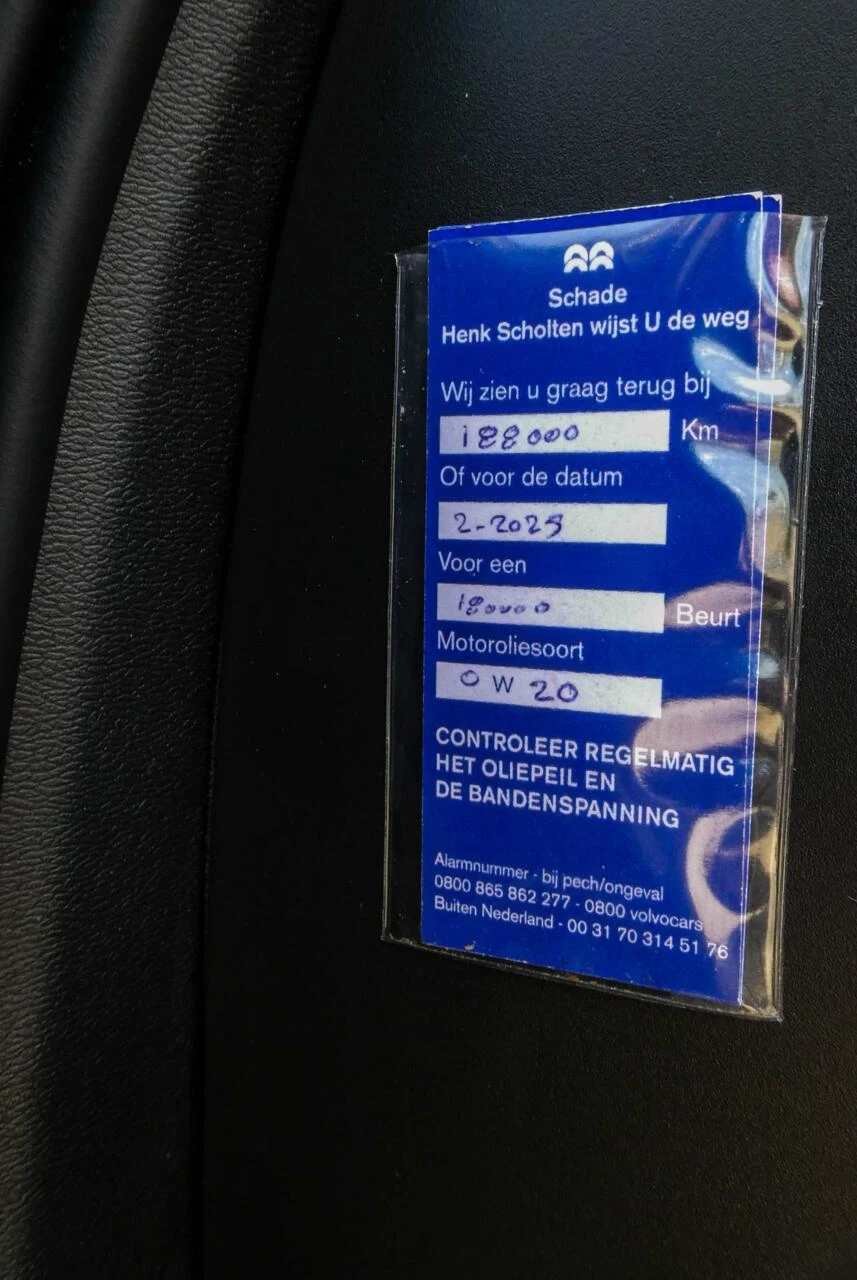 Schade
Henk Scholten wijst U de weg
Wij zien u graag terug bij
188000 Km
Of voor de datum
2-2025
Voor een
180000 Beurt
Motoroliesoort
0 W 20
CONTROLEER REGELMATIG
HET OLIEPEIL EN
DE BANDENSPANNING
Alarmnummer - bij pech/ongeval
0800 865 862 277 - 0800 volvocars
Buiten Nederland - 00 31 70 314 51 76